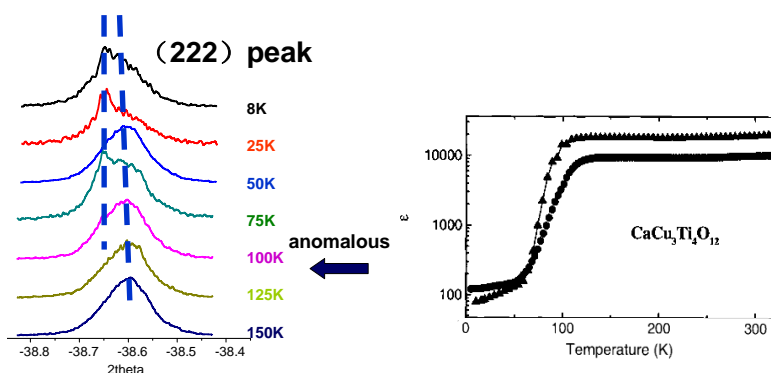 （222） peak
8K
25K
50K
75K
100K
125K
150K
-38.8 -38.7 -38.6 -38.5 -38.4
2theta
anomalous
10000
1000
100
ε
CaCu3Ti4O12
0 100 200 300
Temperature (K)